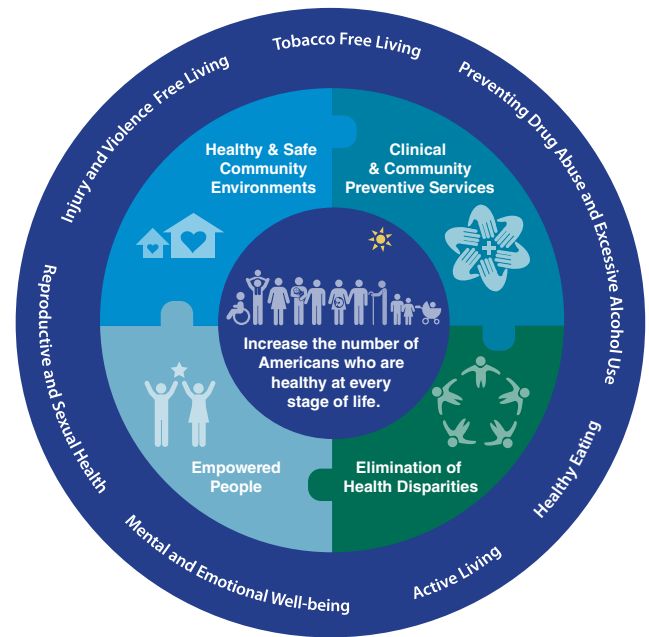 Tobacco Free Living
Preventing Drug Abuse and Excessive Alcohol Use
Healthy Eating
Active Living
Mental and Emotional Well-being
Reproductive and Sexual Health
Injury and Violence Free Living
Healthy & Safe
Community
Environments
Clinical
& Community
Preventive Services
Increase the number of
Americans who are
healthy at every
stage of life.
Empowered
People
Elimination of
Health Disparities